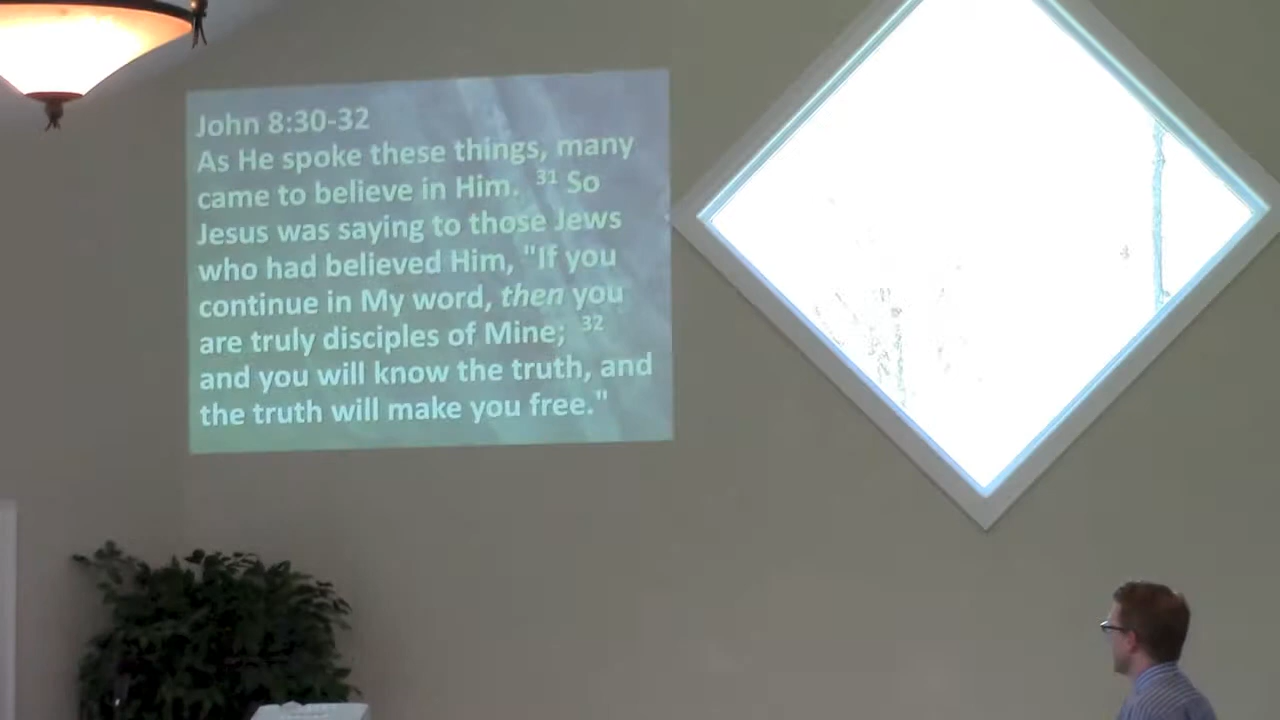 John 8:30-32
As He spoke these things, many
came to believe in Him. 31 So
Jesus was saying to those Jews
who had believed Him, "If you
continue in My word, then you
are truly disciples of Mine; 32
and you will know the truth, and
the truth will make you free."